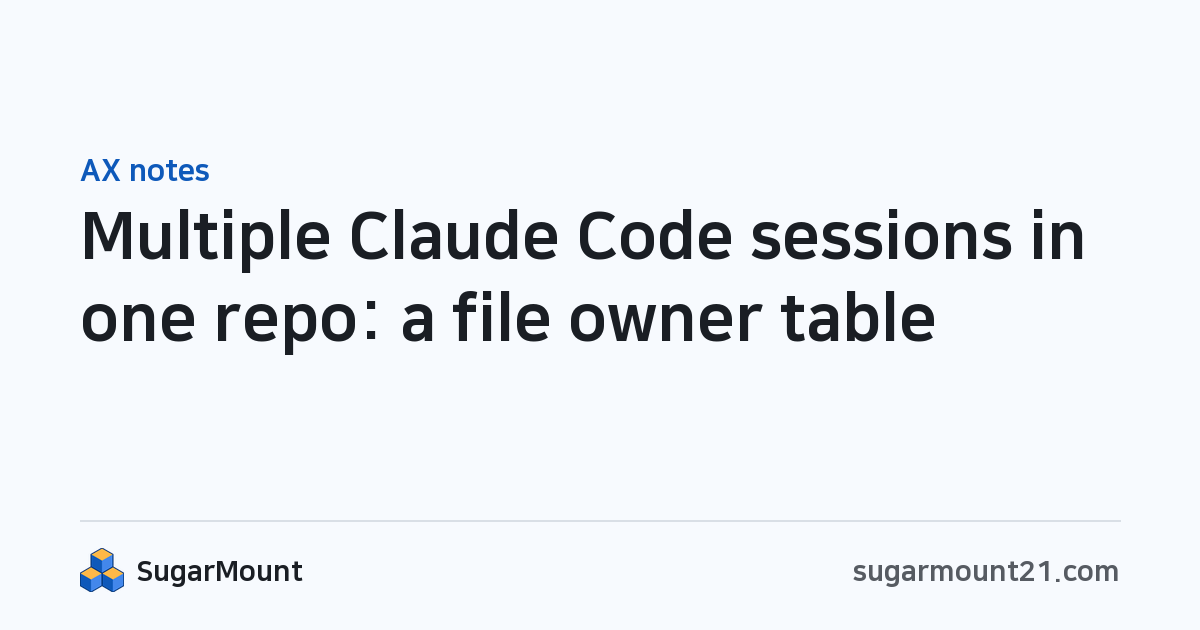 AX notes
Multiple Claude Code sessions in
one repo: a file owner table
SugarMount
sugarmount21.com